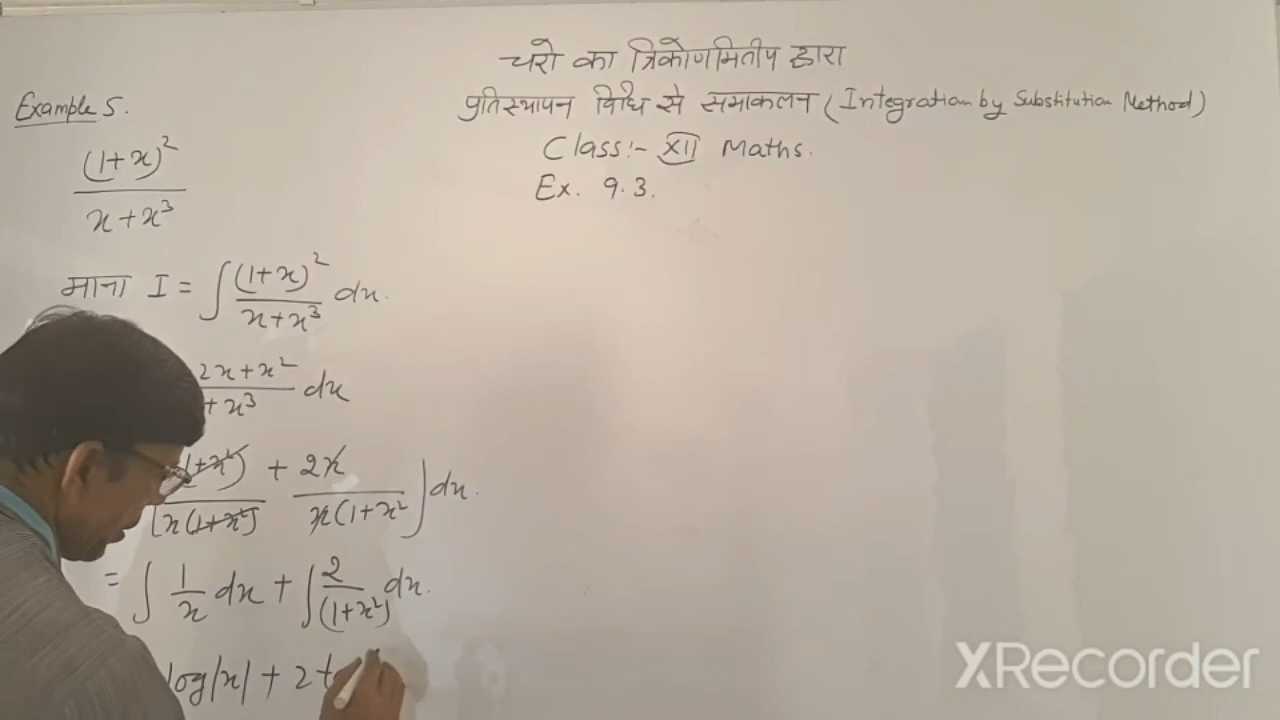 चरो का त्रिकोणमितीय द्वारा
प्रतिस्थापन विधि से समाकलन (Integration by Substitution Method)
Class:- XII Maths.
Ex. 9.3.
Example 5.
(1+x)² / x+x³
माना I = ∫ (1+x)² / x+x³ dx.
2x+x² / +x³ dx
(1+x²) / x(1+x²) + 2x / x(1+x²] dx.
= ∫ 1/x dx + ∫ 2/(1+x²) dx.
log|x| + 2 t
XRecorder